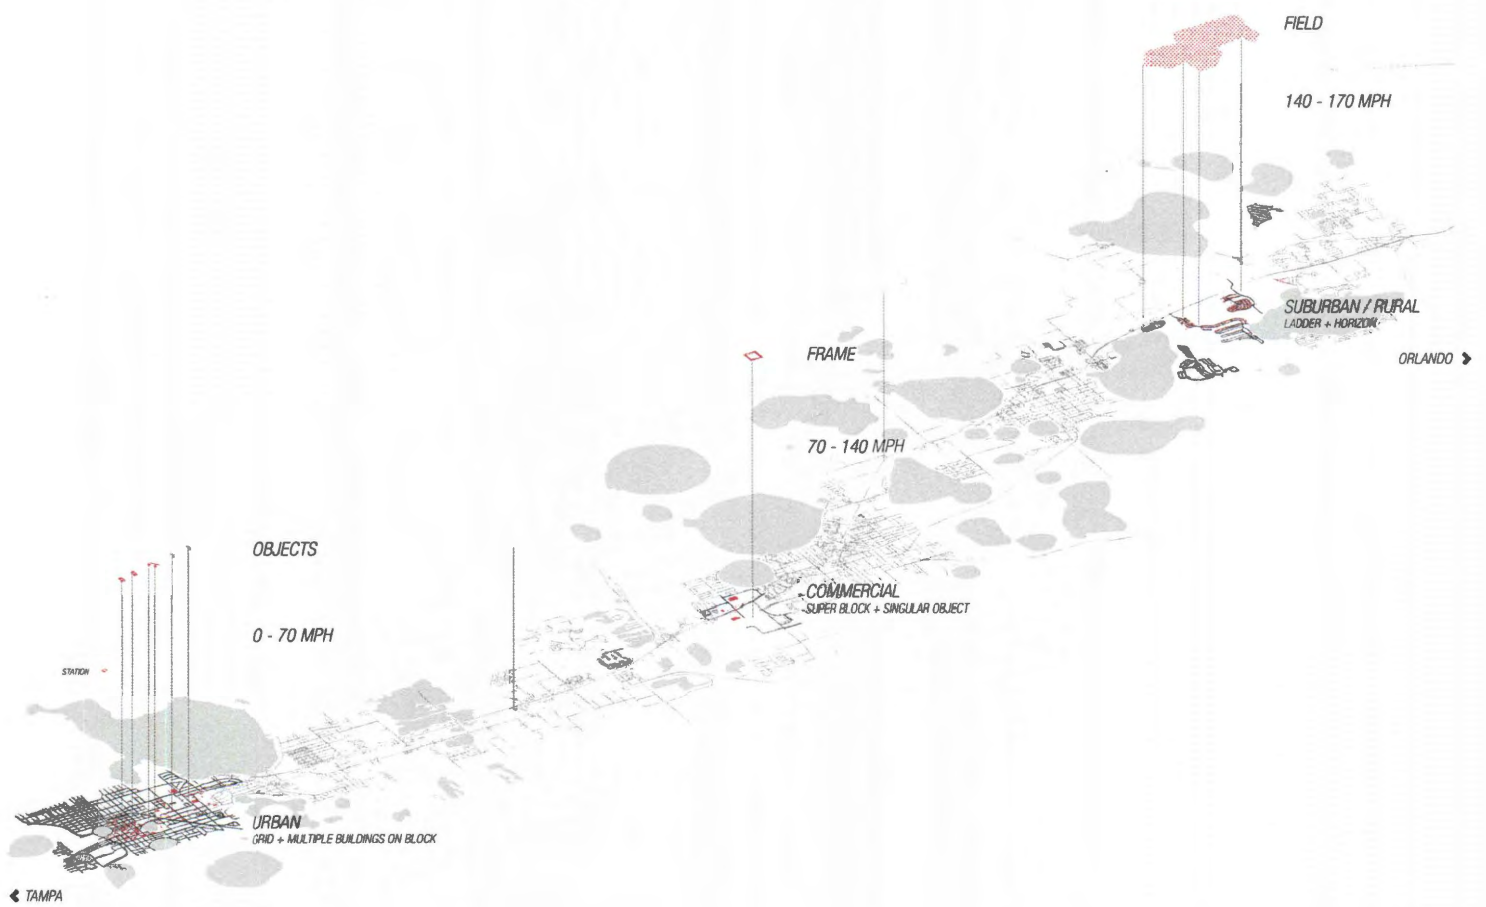 FIELD
140 - 170 MPH
SUBURBAN / RURAL
LADDER + HORIZON
ORLANDO
FRAME
70 - 140 MPH
COMMERCIAL
SUPER BLOCK + SINGULAR OBJECT
OBJECTS
0 - 70 MPH
STATION
URBAN
GRID + MULTIPLE BUILDINGS ON BLOCK
TAMPA